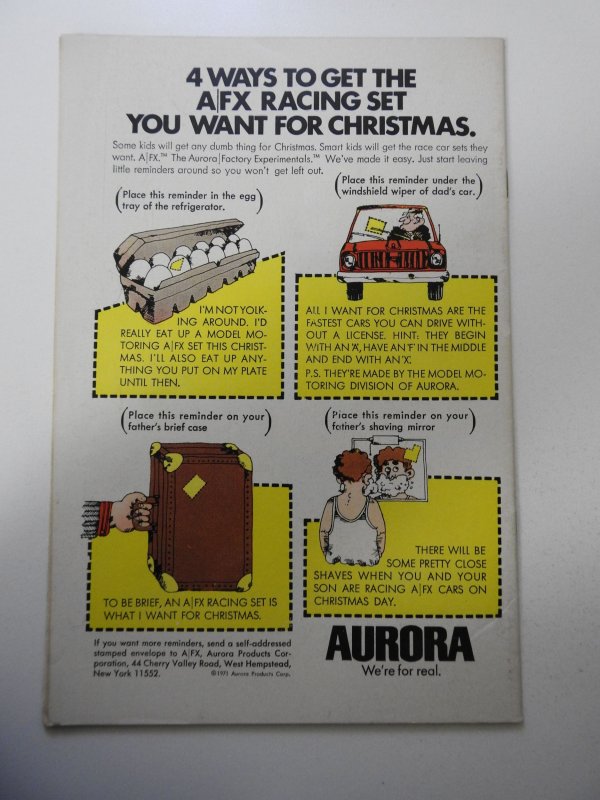 4 WAYS TO GET THE
A|FX RACING SET
YOU WANT FOR CHRISTMAS.
Some kids will get any dumb thing for Christmas. Smart kids will get the race car sets they
want. A|FX.™ The Aurora|Factory Experimentals.™ We've made it easy. Just start leaving
little reminders around so you won't get left out.
(Place this reminder in the egg
tray of the refrigerator.)
I'M NOT YOLK-
ING AROUND. I'D
REALLY EAT UP A MODEL MO-
TORING A|FX SET THIS CHRIST-
MAS. I'LL ALSO EAT UP ANY-
THING YOU PUT ON MY PLATE
UNTIL THEN.
(Place this reminder under the
windshield wiper of dad's car.)
ALL I WANT FOR CHRISTMAS ARE THE
FASTEST CARS YOU CAN DRIVE WITH-
OUT A LICENSE. HINT: THEY BEGIN
WITH AN 'A', HAVE AN 'F' IN THE MIDDLE
AND END WITH AN 'X'.
P.S. THEY'RE MADE BY THE MODEL MO-
TORING DIVISION OF AURORA.
(Place this reminder on your
father's brief case)
TO BE BRIEF, AN A|FX RACING SET IS
WHAT I WANT FOR CHRISTMAS.
(Place this reminder on your
father's shaving mirror)
THERE WILL BE
SOME PRETTY CLOSE
SHAVES WHEN YOU AND YOUR
SON ARE RACING A|FX CARS ON
CHRISTMAS DAY.
If you want more reminders, send a self-addressed
stamped envelope to A|FX, Aurora Products Cor-
poration, 44 Cherry Valley Road, West Hempstead,
New York 11552. ©1971 Aurora Products Corp.
AURORA
We're for real.